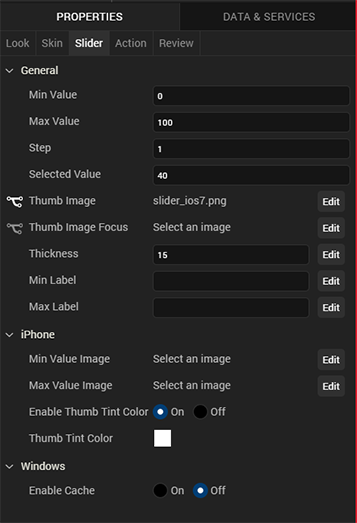 PROPERTIES DATA & SERVICES
Look Skin Slider Action Review
General
Min Value 0
Max Value 100
Step 1
Selected Value 40
Thumb Image slider_ios7.png Edit
Thumb Image Focus Select an image Edit
Thickness 15 Edit
Min Label Edit
Max Label Edit
iPhone
Min Value Image Select an image Edit
Max Value Image Select an image Edit
Enable Thumb Tint Color On Off
Thumb Tint Color
Windows
Enable Cache On Off